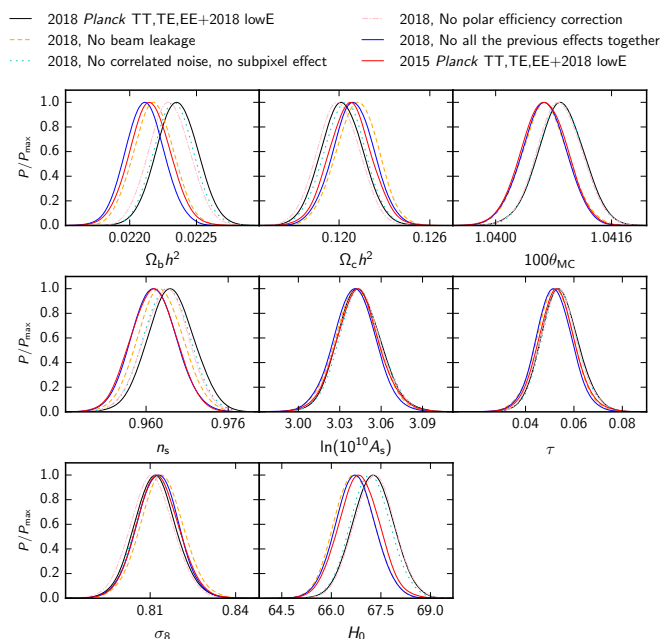 2018 Planck TT,TE,EE+2018 lowE
2018, No beam leakage
2018, No correlated noise, no subpixel effect
2018, No polar efficiency correction
2018, No all the previous effects together
2015 Planck TT,TE,EE+2018 lowE
1.0
0.8
0.6
0.4
0.2
0.0
P/Pmax
0.0220 0.0225
Ωbh²
0.120 0.126
Ωch²
1.0400 1.0416
100θMC
1.0
0.8
0.6
0.4
0.2
0.0
P/Pmax
0.960 0.976
ns
3.00 3.03 3.06 3.09
ln(10¹⁰As)
0.04 0.06 0.08
τ
1.0
0.8
0.6
0.4
0.2
0.0
P/Pmax
0.81 0.84
σ8
64.5 66.0 67.5 69.0
H0